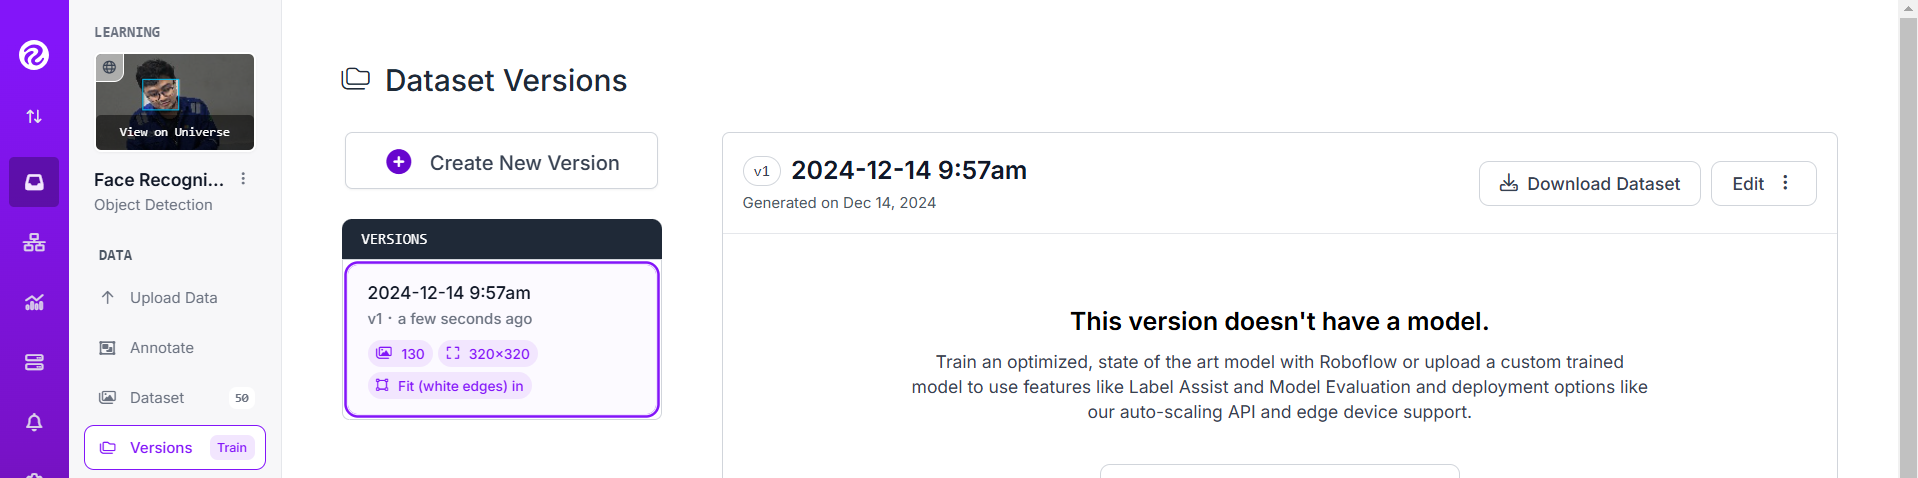 LEARNING
View on Universe
Face Recogni...
Object Detection
DATA
Upload Data
Annotate
Dataset 50
Versions Train
Dataset Versions
Create New Version
VERSIONS
2024-12-14 9:57am
v1 · a few seconds ago
130 320×320
Fit (white edges) in
v1 2024-12-14 9:57am
Generated on Dec 14, 2024
Download Dataset
Edit
This version doesn't have a model.
Train an optimized, state of the art model with Roboflow or upload a custom trained
model to use features like Label Assist and Model Evaluation and deployment options like
our auto-scaling API and edge device support.